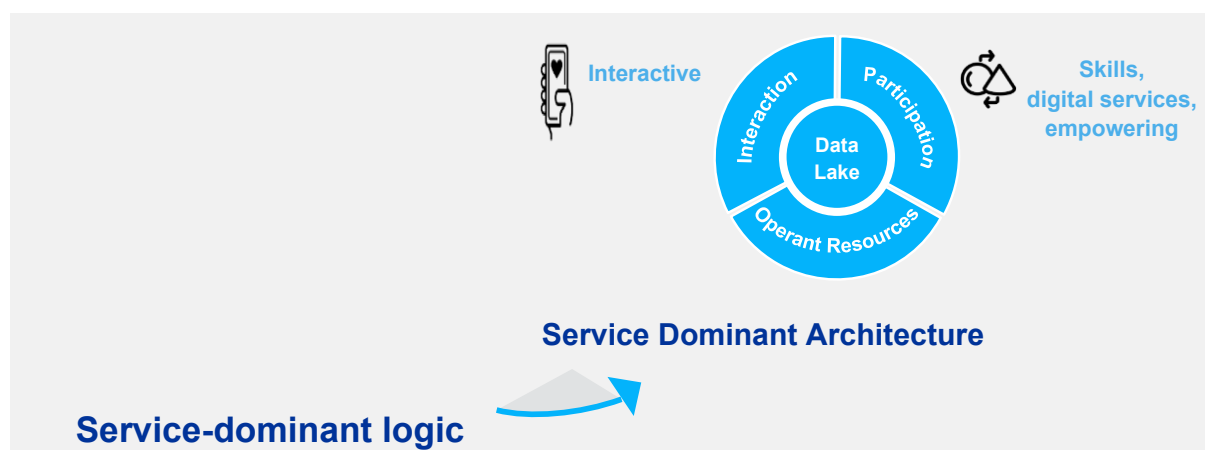 Interactive
Interaction
Participation
Data
Lake
Operant Resources
Skills,
digital services,
empowering
Service Dominant Architecture
Service-dominant logic